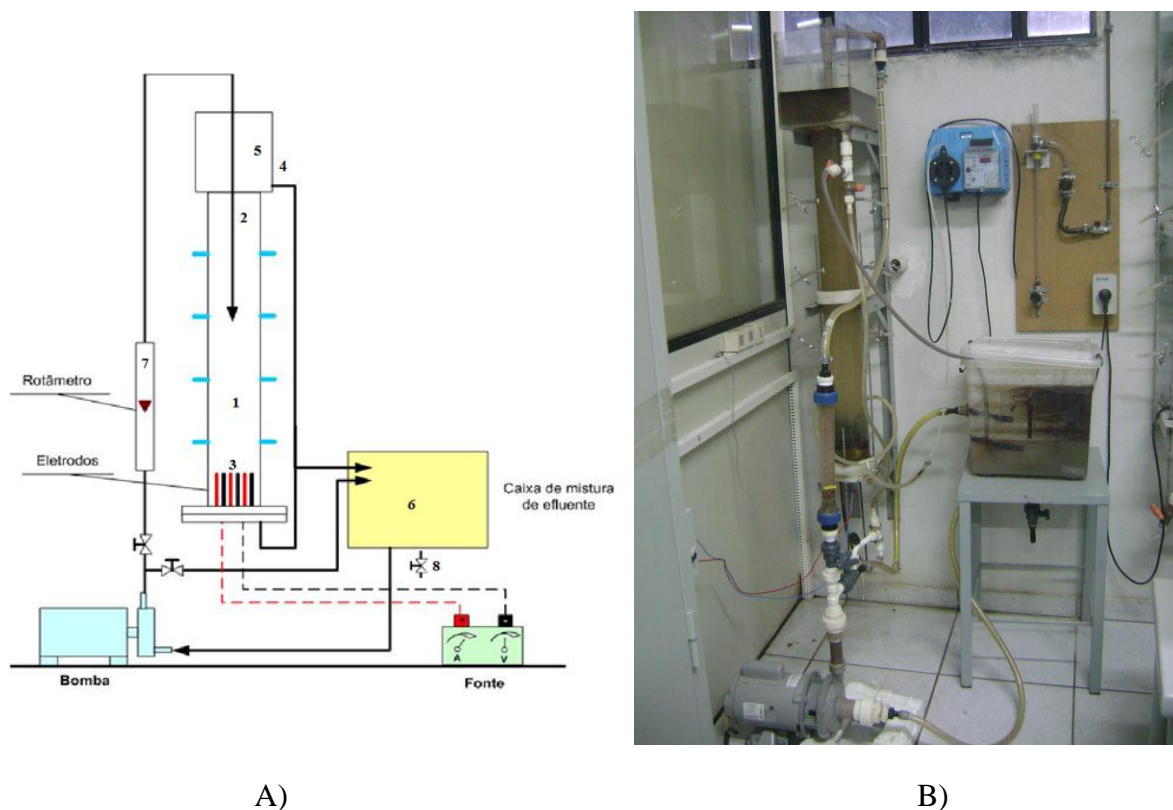 5
4
2
7
Rotâmetro
1
Eletrodos
3
6
Caixa de mistura
de efluente
8
A
V
Bomba
Fonte
A)
B)